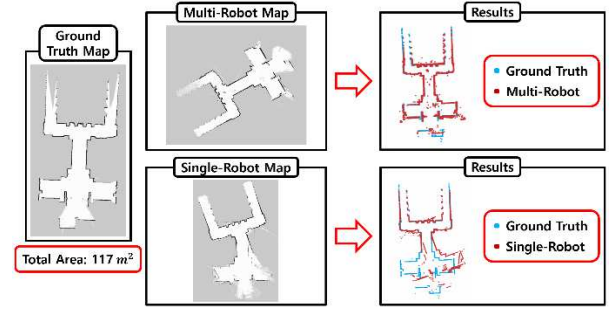 Ground
Truth Map
Total Area: 117 m²
Multi-Robot Map
Results
Ground Truth
Multi-Robot
Single-Robot Map
Results
Ground Truth
Single-Robot